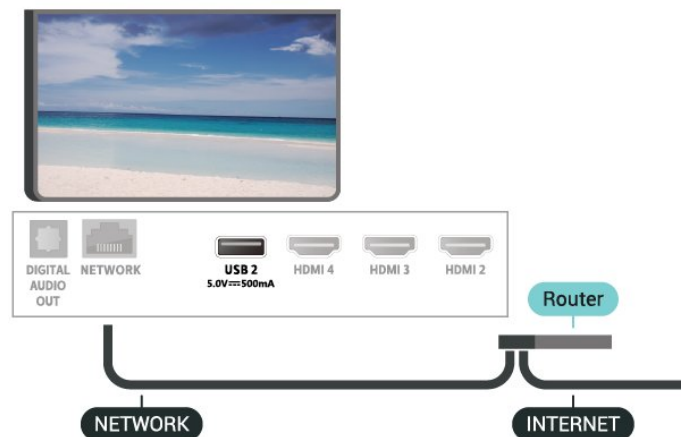 DIGITAL
AUDIO
OUT
NETWORK
USB 2
5.0V⎓500mA
HDMI 4
HDMI 3
HDMI 2
Router
NETWORK
INTERNET